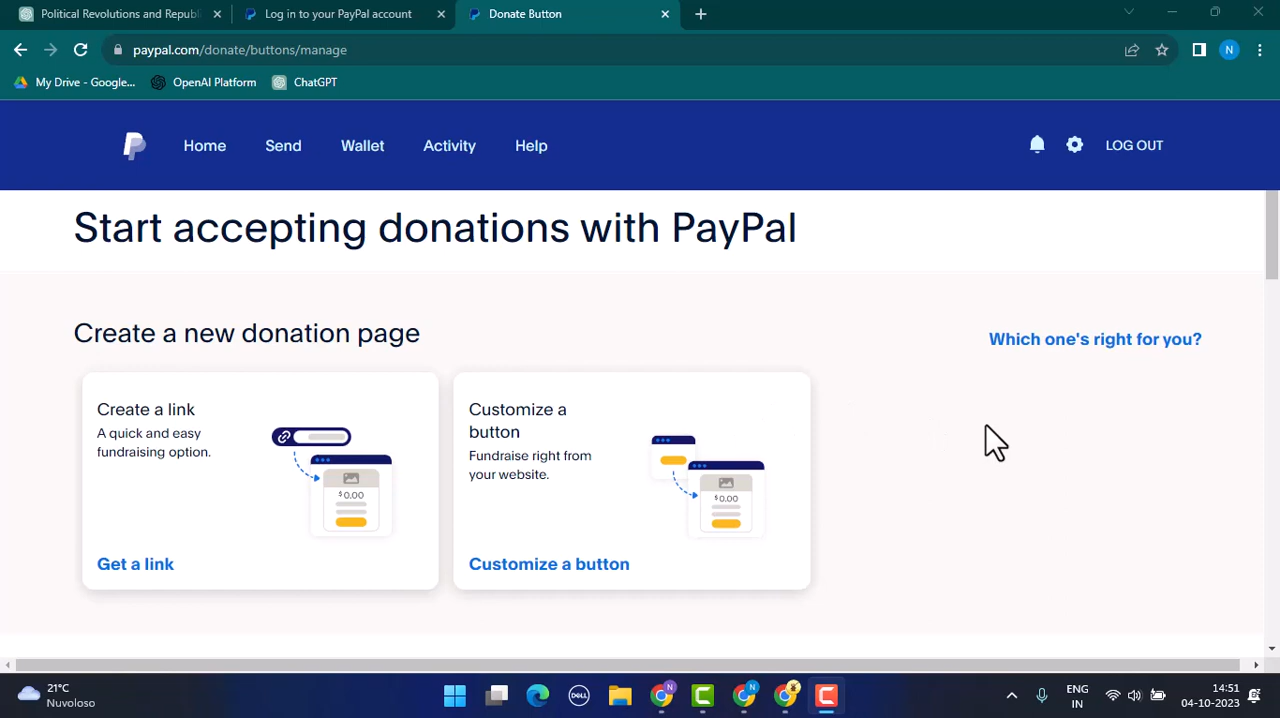 Political Revolutions and Republi
Log in to your PayPal account
Donate Button
paypal.com/donate/buttons/manage
N
My Drive - Google...
OpenAI Platform
ChatGPT
Home
Send
Wallet
Activity
Help
LOG OUT
Start accepting donations with PayPal
Create a new donation page
Which one's right for you?
Create a link
A quick and easy
fundraising option.
$0.00
Get a link
Customize a
button
Fundraise right from
your website.
$0.00
Customize a button
21°C
Nuvoloso
DELL
N
N
ENG
IN
14:51
04-10-2023